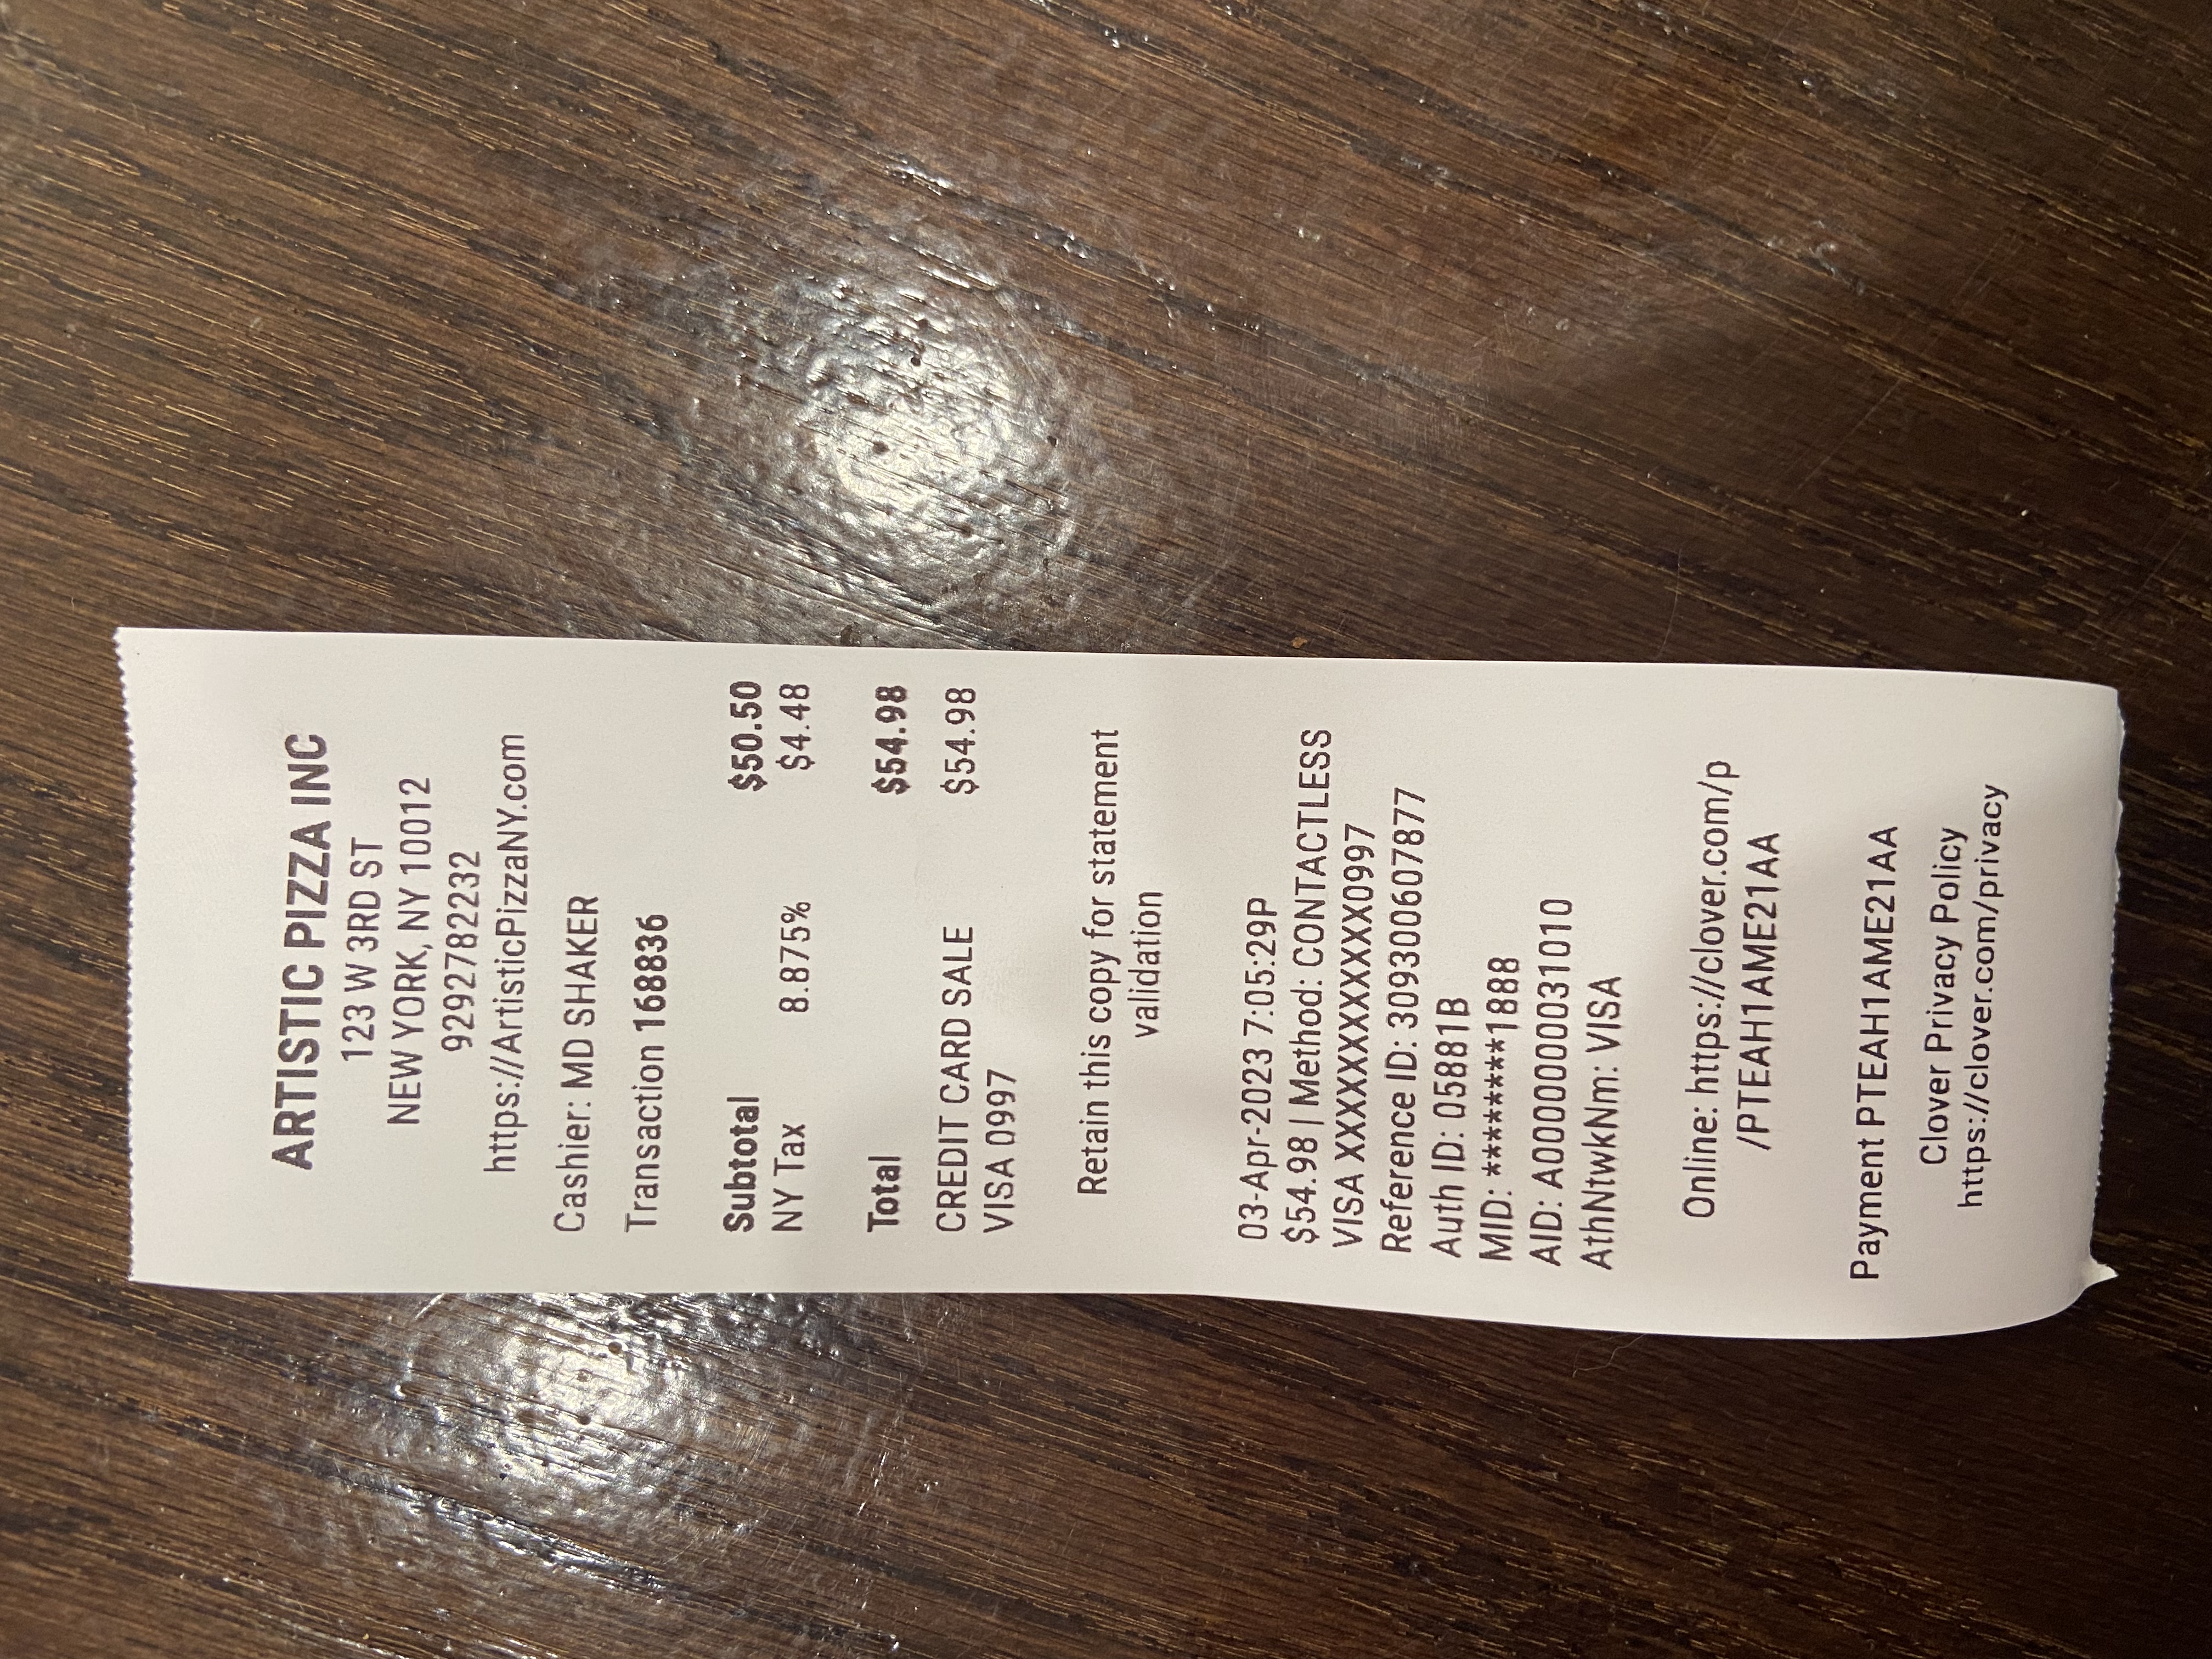 ARTISTIC PIZZA INC
123 W 3RD ST
NEW YORK, NY 10012
9292782232
https://ArtisticPizzaNY.com
Cashier: MD SHAKER
Transaction 168836
Subtotal $50.50
NY Tax 8.875% $4.48
Total $54.98
CREDIT CARD SALE $54.98
VISA 0997
Retain this copy for statement
validation
03-Apr-2023 7:05:29P
$54.98 | Method: CONTACTLESS
VISA XXXXXXXXXXXX0997
Reference ID: 309300607877
Auth ID: 05881B
MID: ********1888
AID: A0000000031010
AthNtwkNm: VISA
Online: https://clover.com/p
/PTEAH1AME21AA
Payment PTEAH1AME21AA
Clover Privacy Policy
https://clover.com/privacy